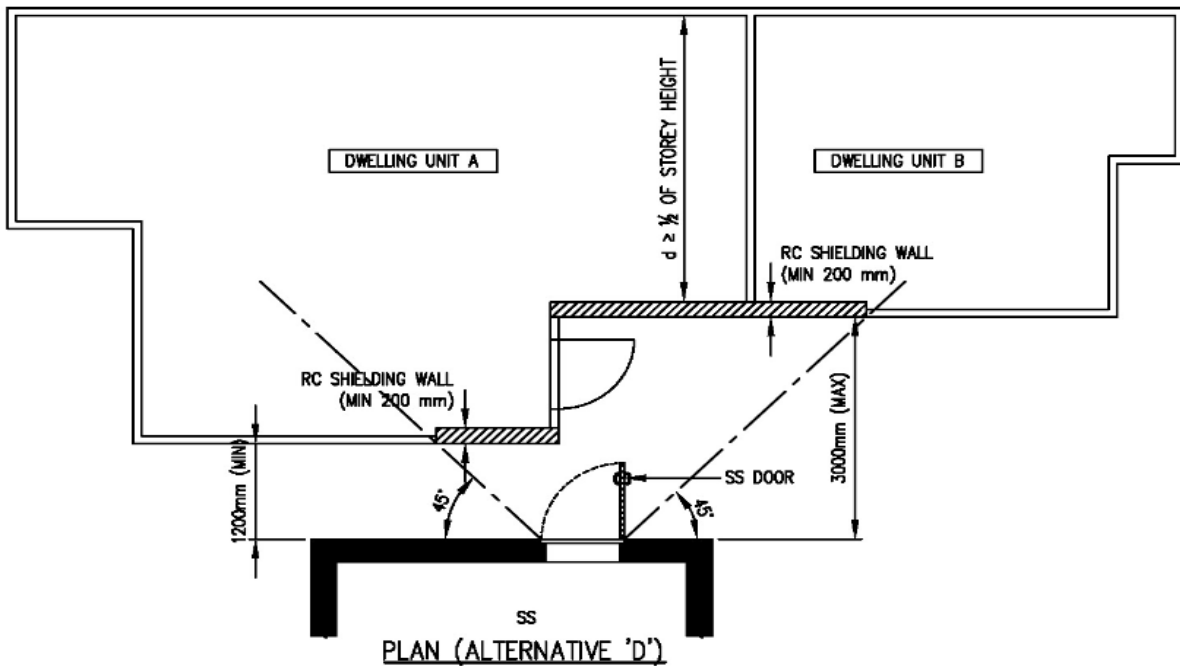 DWELLING UNIT A
d ≥ ½ OF STOREY HEIGHT
DWELLING UNIT B
RC SHIELDING WALL
(MIN 200 mm)
RC SHIELDING WALL
(MIN 200 mm)
1200mm (MIN)
45°
SS DOOR
45°
3000mm (MAX)
SS
PLAN (ALTERNATIVE 'D')